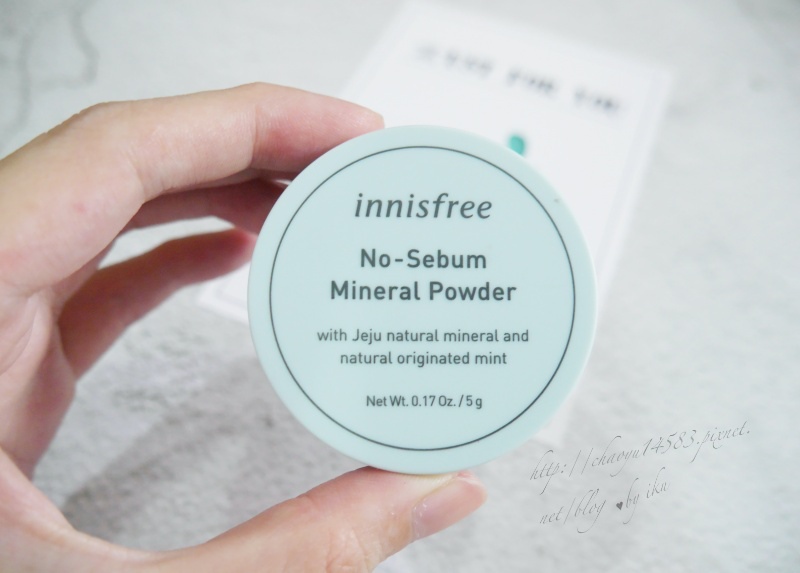 innisfree
No-Sebum
Mineral Powder
with Jeju natural mineral and
natural originated mint
Net Wt. 0.17 Oz. / 5 g
http://chaoyu14583.pixnet.
net/blog ♥by iku